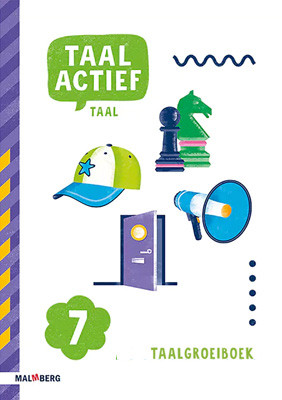 TAAL
ACTIEF
TAAL
7
TAALGROEIBOEK
MALMBERG